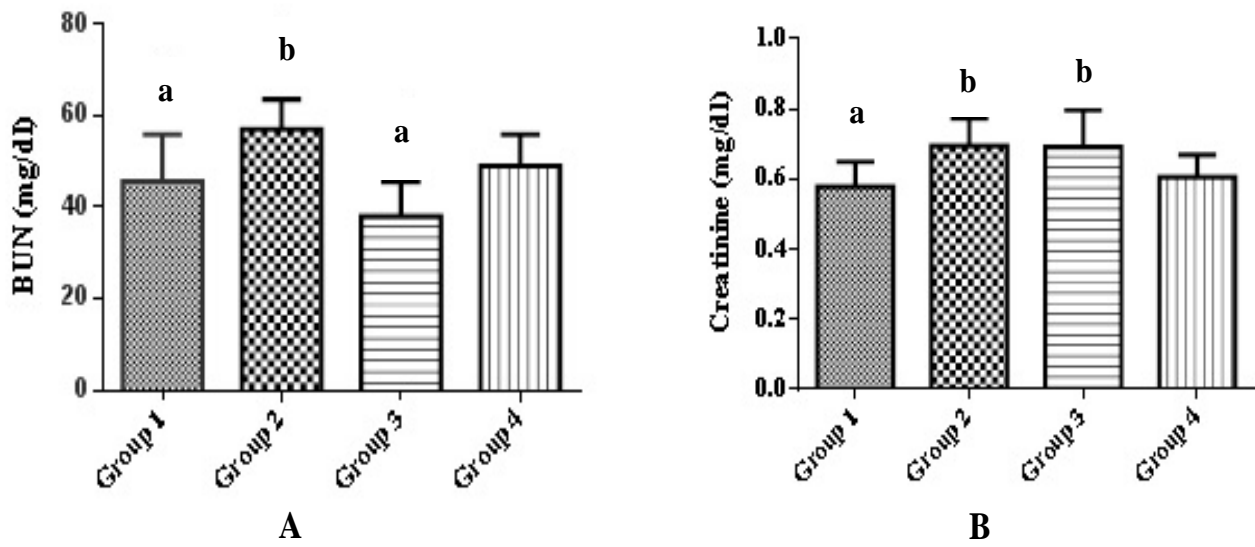 80
60
40
20
0
BUN (mg/dl)
a
b
a
Group 1
Group 2
Group 3
Group 4
A
1.0
0.8
0.6
0.4
0.2
0.0
Creatinine (mg/dl)
a
b
b
Group 1
Group 2
Group 3
Group 4
B